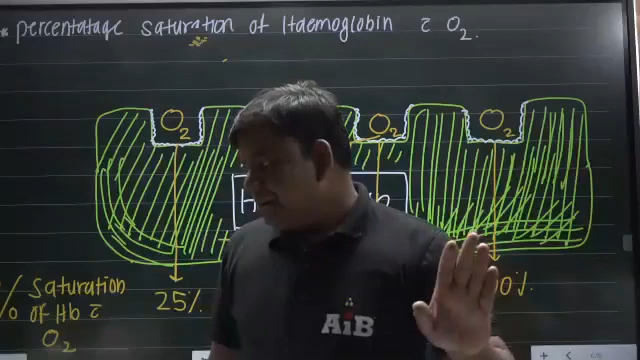 * percentatage saturation of Haemoglobin c̄ O₂.
O₂ O₂ O₂
% saturation
of Hb c̄
O₂
25%
AiB